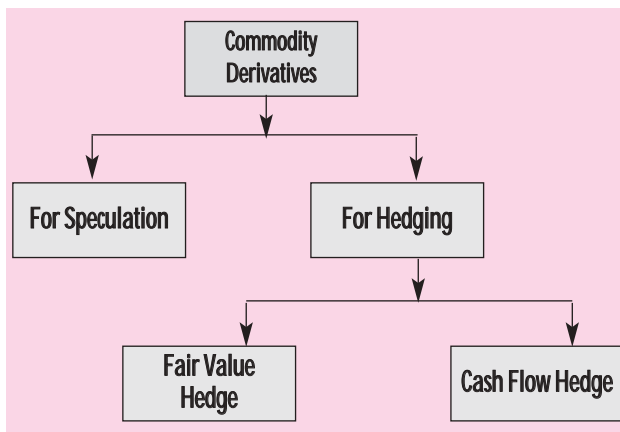 Commodity
Derivatives
For Speculation
For Hedging
Fair Value
Hedge
Cash Flow Hedge